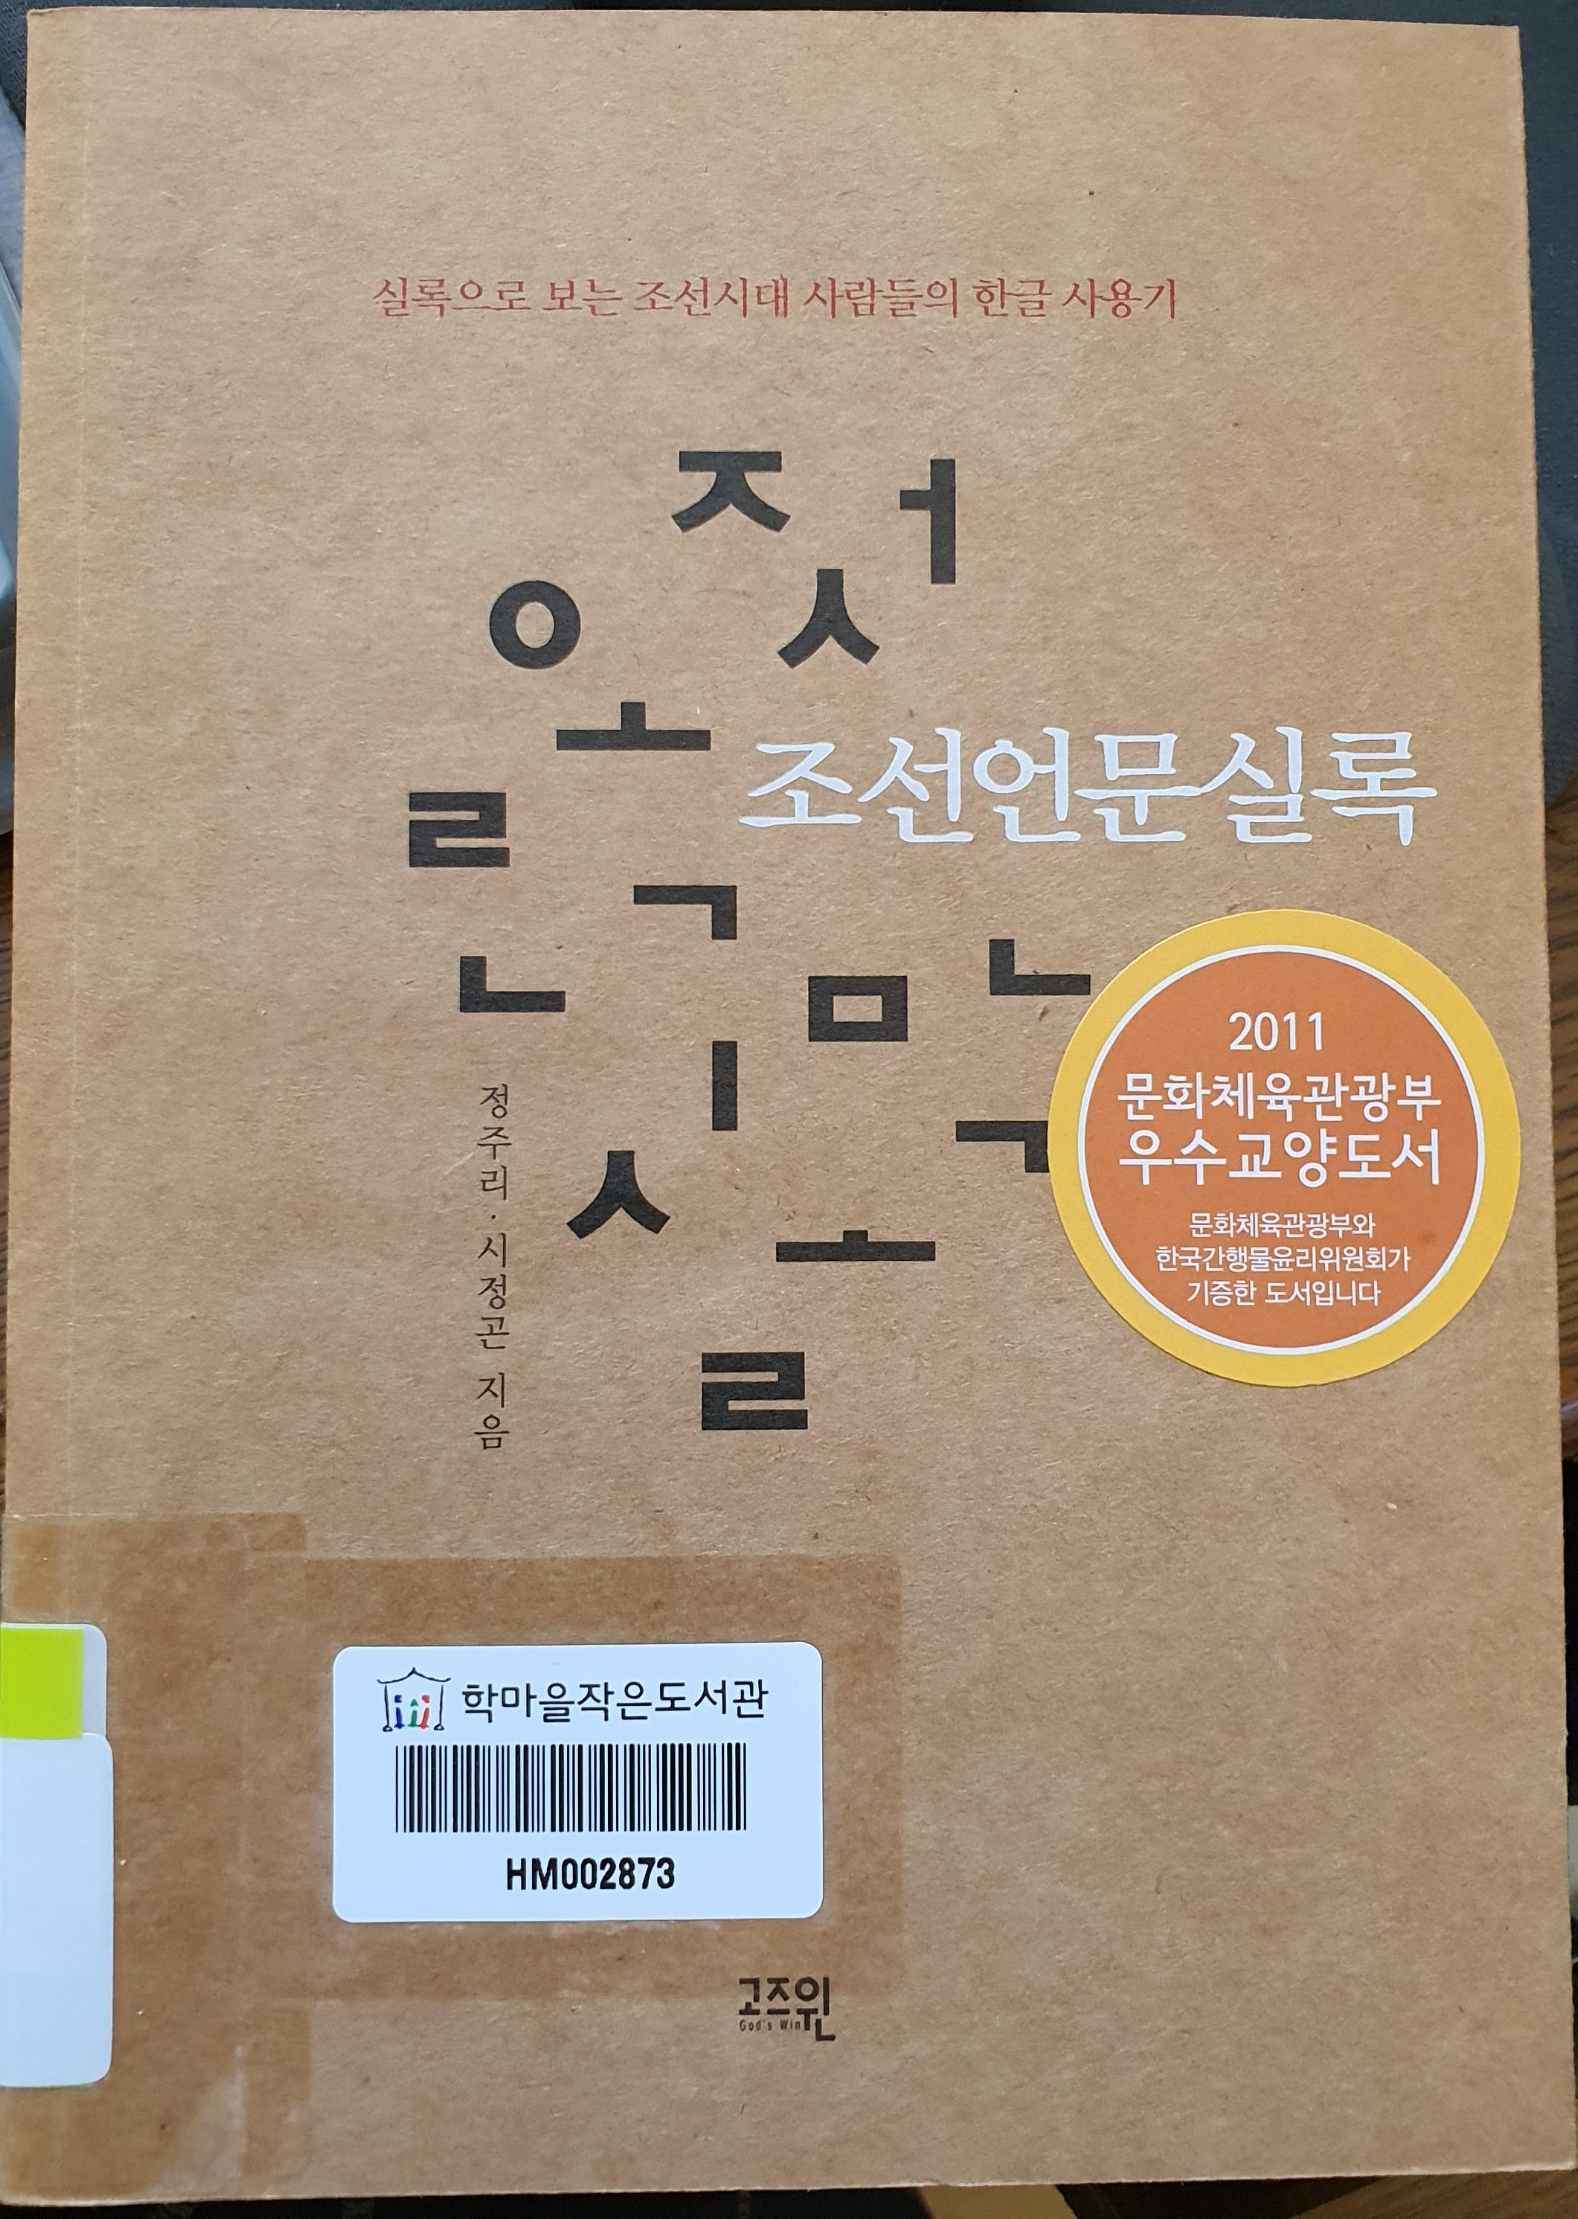 실록으로 보는 조선시대 사람들의 한글 사용기
ㅈ ㅓ
ㅇ ㅅ
ㅗ
조선언문실록
ㄹ
ㄱ
ㄴ ㅁ ㄴ
ㅣ
ㄱ
ㅅ
ㅗ
ㄹ
정주리·시정곤 지음
2011
문화체육관광부
우수교양도서
문화체육관광부와
한국간행물윤리위원회가
기증한 도서입니다
학마을작은도서관
HM002873
고즈윈
God's Win